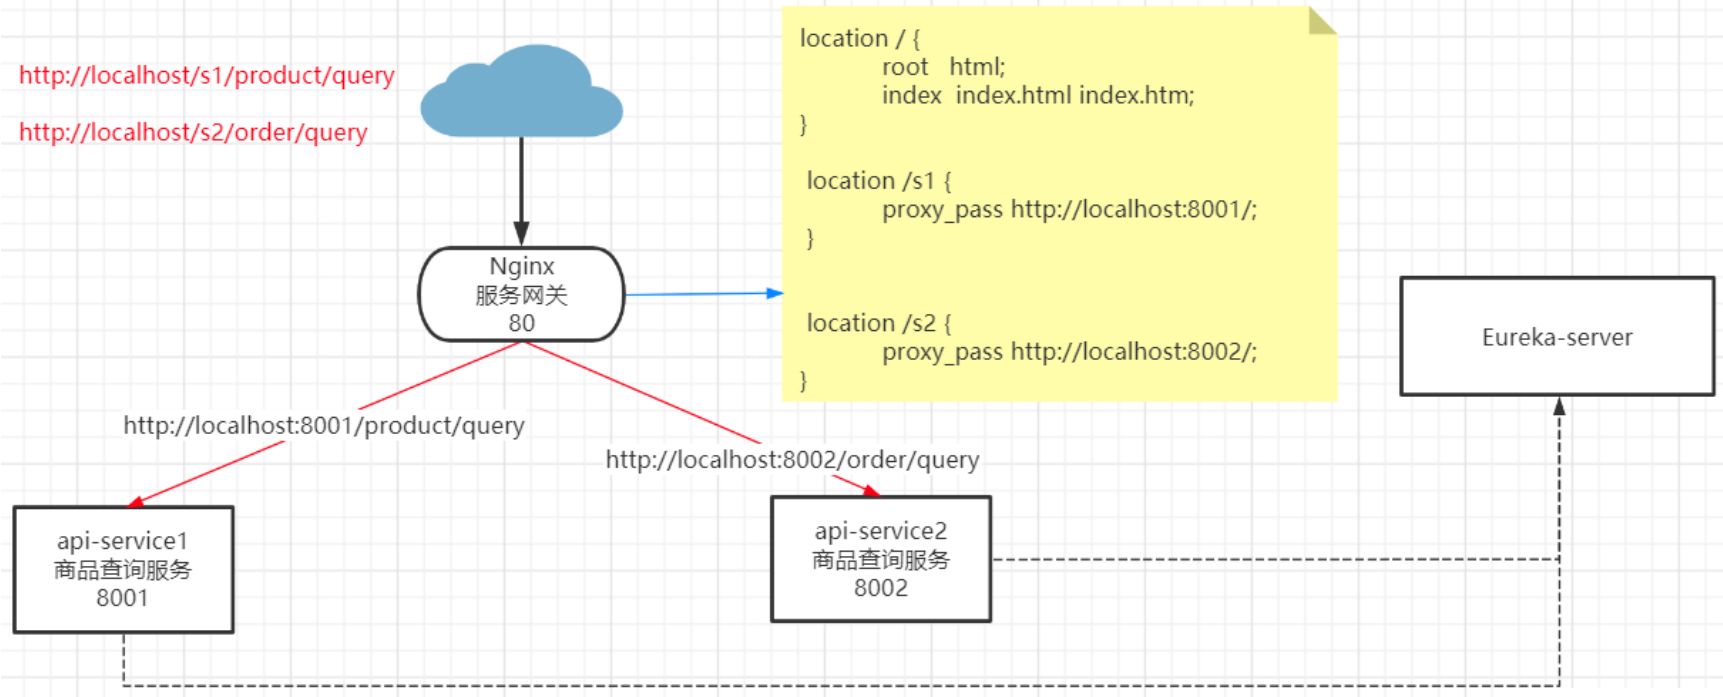 http://localhost/s1/product/query
http://localhost/s2/order/query
location / {
root html;
index index.html index.htm;
}
location /s1 {
proxy_pass http://localhost:8001/;
}
location /s2 {
proxy_pass http://localhost:8002/;
}
Nginx
服务网关
80
Eureka-server
http://localhost:8001/product/query
http://localhost:8002/order/query
api-service1
商品查询服务
8001
api-service2
商品查询服务
8002